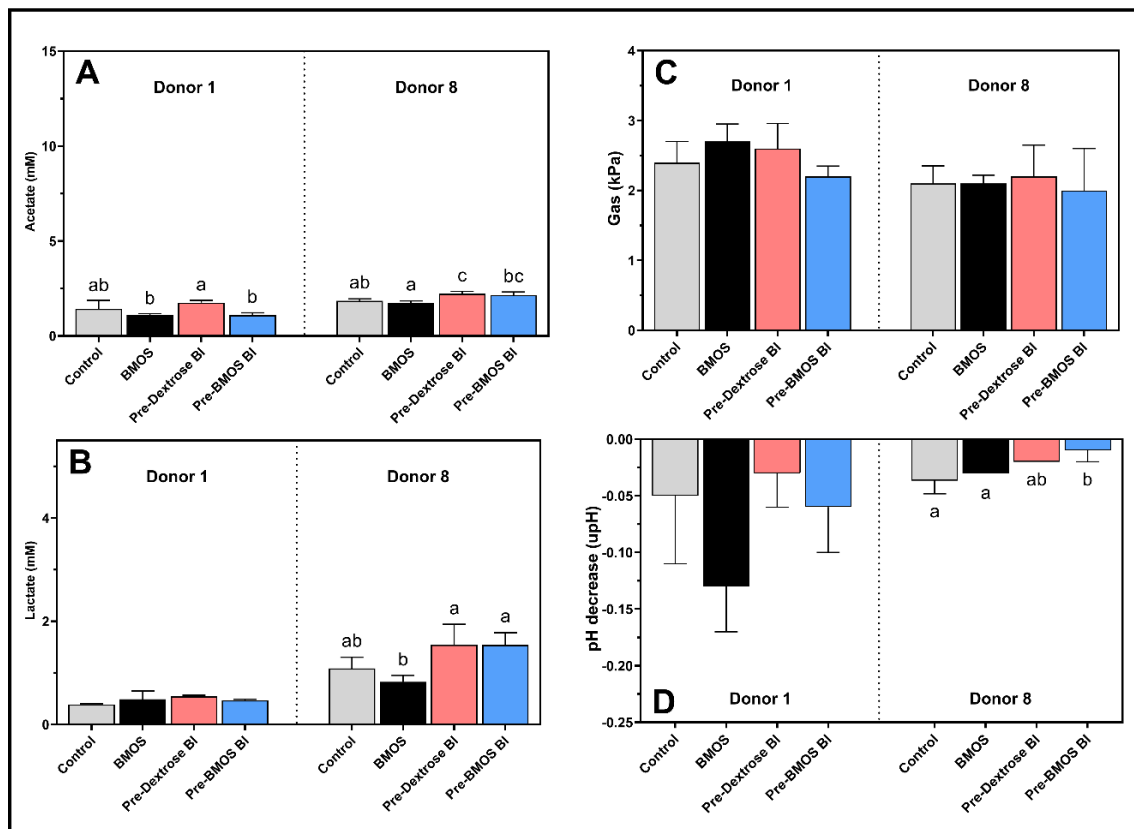 A
Donor 1
Donor 8
Acetate (mM)
15
10
5
0
ab
b
a
b
ab
a
c
bc
Control
BMOS
Pre-Dextrose BI
Pre-BMOS BI
Control
BMOS
Pre-Dextrose BI
Pre-BMOS BI
C
Donor 1
Donor 8
Gas (kPa)
4
3
2
1
0
Control
BMOS
Pre-Dextrose BI
Pre-BMOS BI
Control
BMOS
Pre-Dextrose BI
Pre-BMOS BI
B
Donor 1
Donor 8
Lactate (mM)
4
2
0
ab
b
a
a
Control
BMOS
Pre-Dextrose BI
Pre-BMOS BI
Control
BMOS
Pre-Dextrose BI
Pre-BMOS BI
pH decrease (upH)
0.00
-0.05
-0.10
-0.15
-0.20
-0.25
a
a
ab
b
D
Donor 1
Donor 8
Control
BMOS
Pre-Dextrose BI
Pre-BMOS BI
Control
BMOS
Pre-Dextrose BI
Pre-BMOS BI